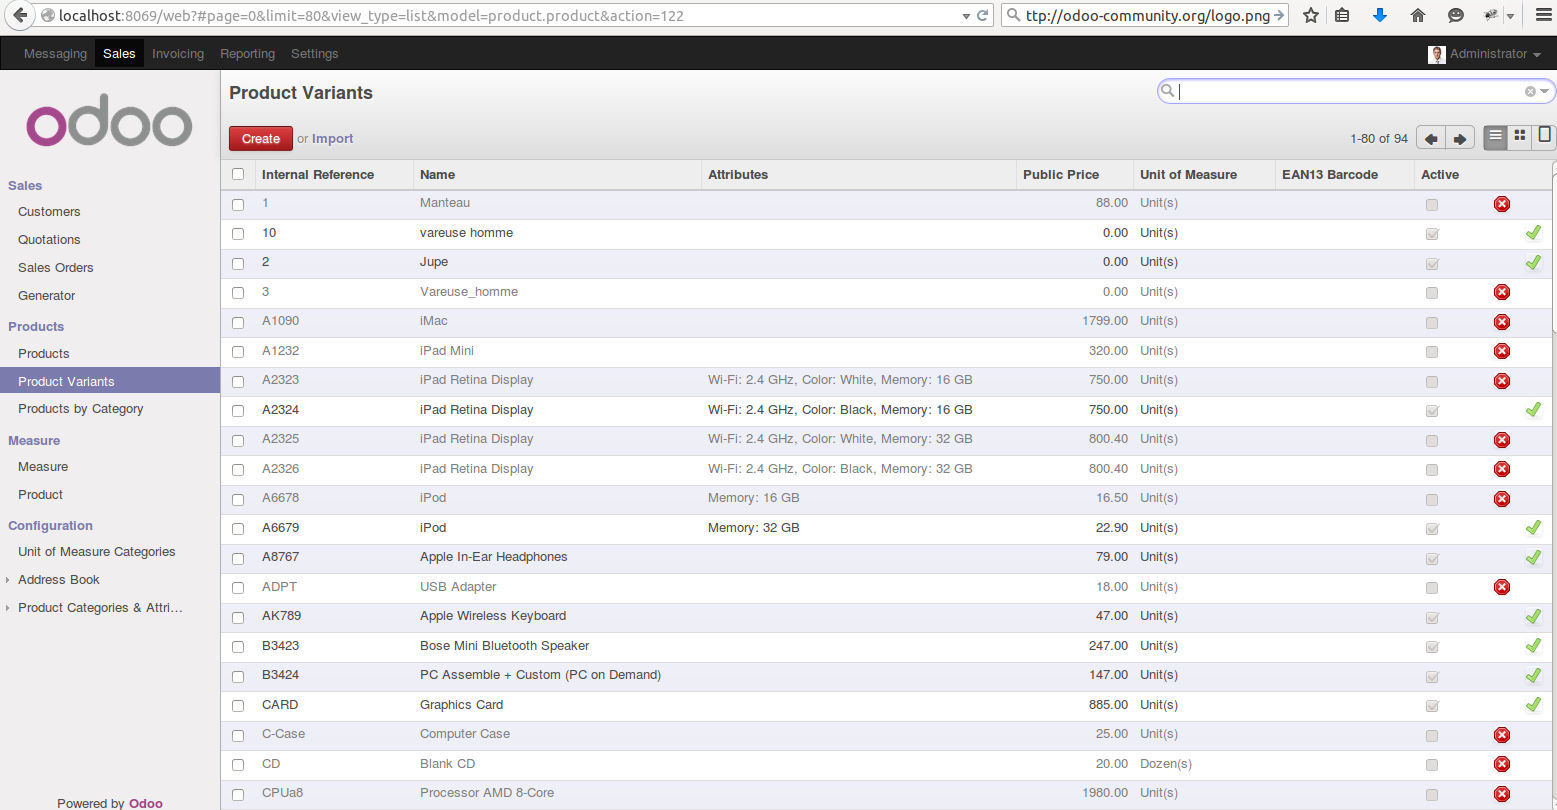 localhost:8069/web?#page=0&limit=80&view_type=list&model=product.product&action=122
ttp://odoo-community.org/logo.png
Messaging Sales Invoicing Reporting Settings Administrator
odoo
Product Variants
Create or Import 1-80 of 94
Sales
Customers
Quotations
Sales Orders
Generator
Products
Products
Product Variants
Products by Category
Measure
Measure
Product
Configuration
Unit of Measure Categories
Address Book
Product Categories & Attri...
Powered by Odoo
Internal Reference Name Attributes Public Price Unit of Measure EAN13 Barcode Active
1 Manteau 88.00 Unit(s)
10 vareuse homme 0.00 Unit(s)
2 Jupe 0.00 Unit(s)
3 Vareuse_homme 0.00 Unit(s)
A1090 iMac 1799.00 Unit(s)
A1232 iPad Mini 320.00 Unit(s)
A2323 iPad Retina Display Wi-Fi: 2.4 GHz, Color: White, Memory: 16 GB 750.00 Unit(s)
A2324 iPad Retina Display Wi-Fi: 2.4 GHz, Color: Black, Memory: 16 GB 750.00 Unit(s)
A2325 iPad Retina Display Wi-Fi: 2.4 GHz, Color: White, Memory: 32 GB 800.40 Unit(s)
A2326 iPad Retina Display Wi-Fi: 2.4 GHz, Color: Black, Memory: 32 GB 800.40 Unit(s)
A6678 iPod Memory: 16 GB 16.50 Unit(s)
A6679 iPod Memory: 32 GB 22.90 Unit(s)
A8767 Apple In-Ear Headphones 79.00 Unit(s)
ADPT USB Adapter 18.00 Unit(s)
AK789 Apple Wireless Keyboard 47.00 Unit(s)
B3423 Bose Mini Bluetooth Speaker 247.00 Unit(s)
B3424 PC Assemble + Custom (PC on Demand) 147.00 Unit(s)
CARD Graphics Card 885.00 Unit(s)
C-Case Computer Case 25.00 Unit(s)
CD Blank CD 20.00 Dozen(s)
CPUa8 Processor AMD 8-Core 1980.00 Unit(s)